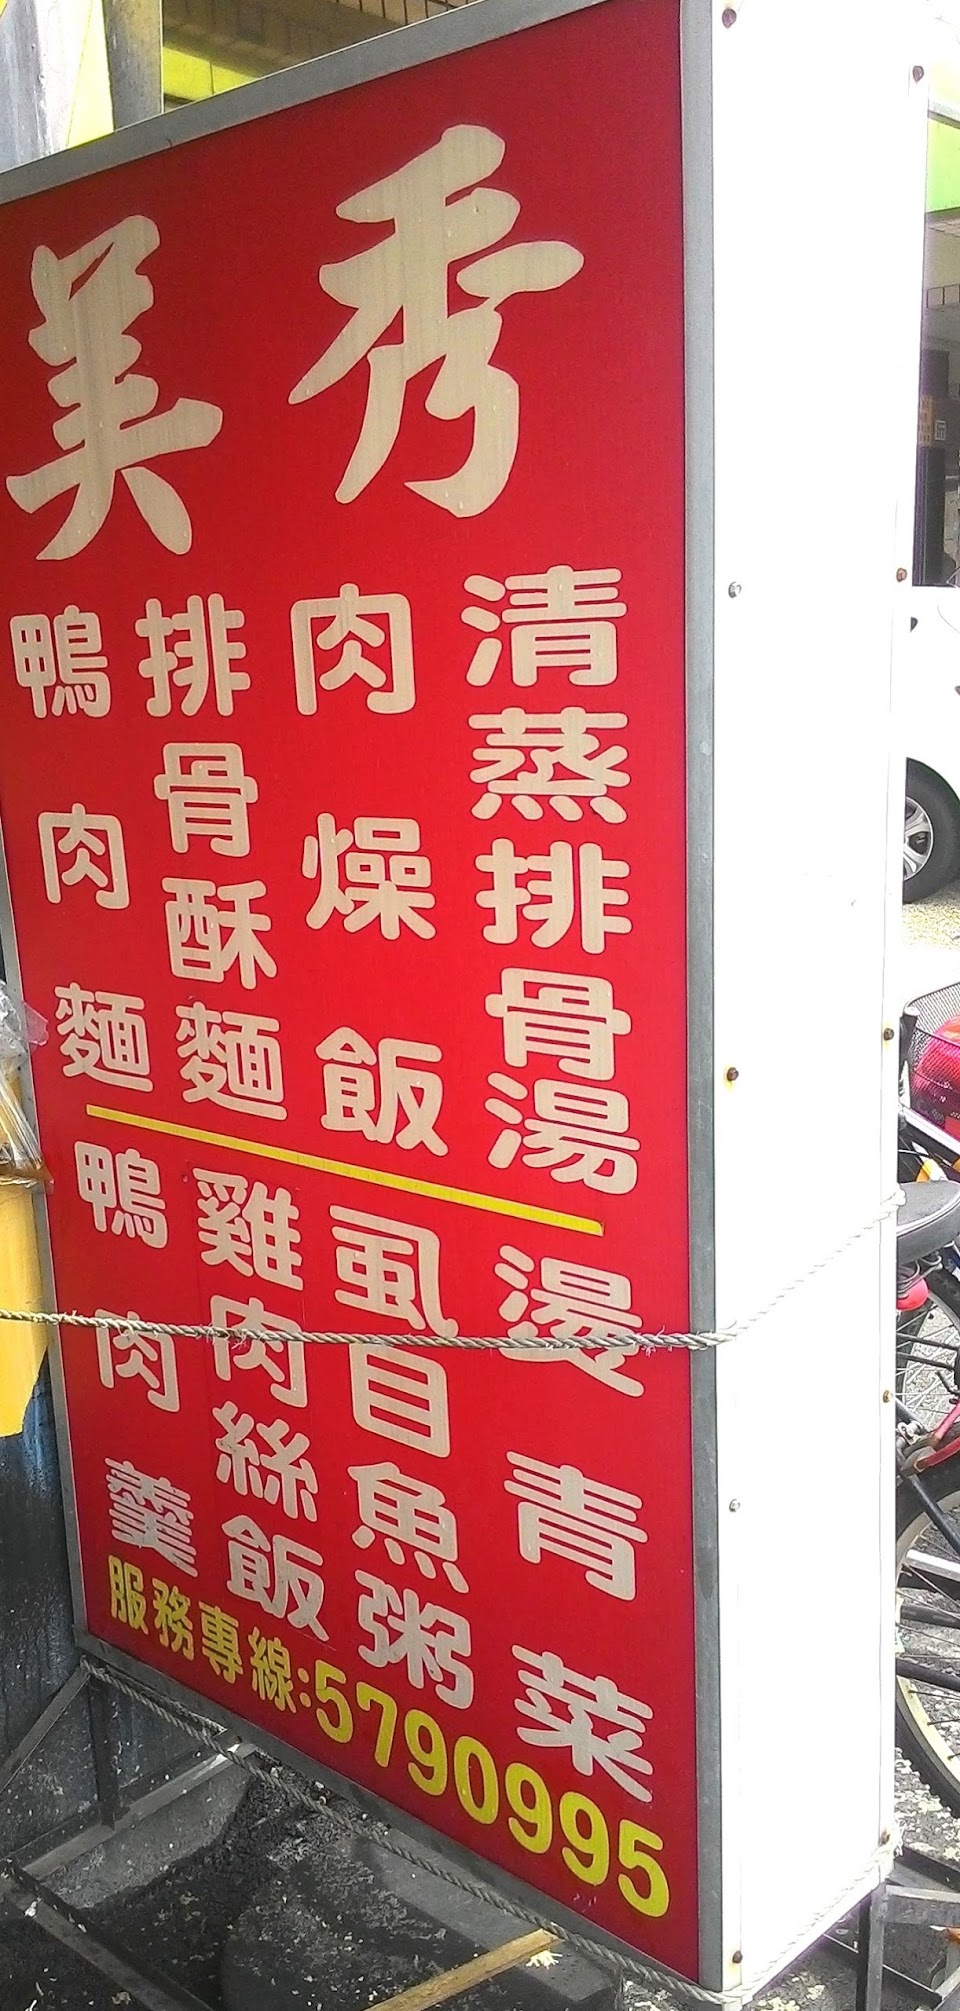 美秀
鴨肉麵
排骨酥麵
肉燥飯
清蒸排骨湯
鴨肉羹
雞肉絲飯
虱目魚粥
燙青菜
服務專線:5790995